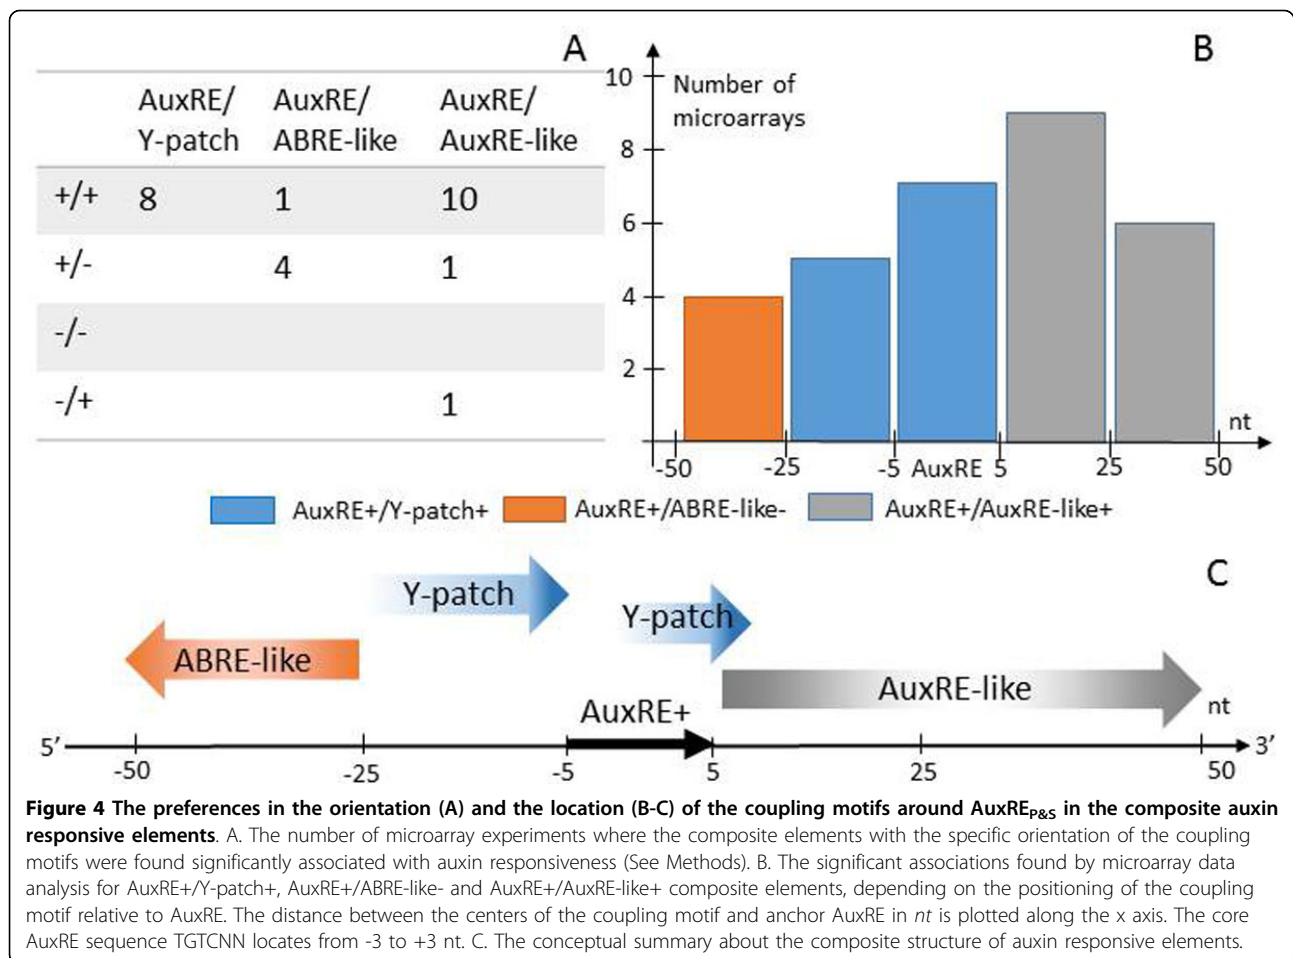 A
AuxRE/ AuxRE/ AuxRE/
Y-patch ABRE-like AuxRE-like
+/+ 8 1 10
+/- 4 1
-/-
-/+ 1
B
Number of
microarrays
10
8
6
4
2
nt
-50 -25 -5 AuxRE 5 25 50
AuxRE+/Y-patch+ AuxRE+/ABRE-like- AuxRE+/AuxRE-like+
C
Y-patch
Y-patch
ABRE-like
AuxRE-like
AuxRE+
nt
5’ 3’
-50 -25 -5 5 25 50
Figure 4 The preferences in the orientation (A) and the location (B-C) of the coupling motifs around AuxREP&S in the composite auxin
responsive elements. A. The number of microarray experiments where the composite elements with the specific orientation of the coupling
motifs were found significantly associated with auxin responsiveness (See Methods). B. The significant associations found by microarray data
analysis for AuxRE+/Y-patch+, AuxRE+/ABRE-like- and AuxRE+/AuxRE-like+ composite elements, depending on the positioning of the coupling
motif relative to AuxRE. The distance between the centers of the coupling motif and anchor AuxRE in nt is plotted along the x axis. The core
AuxRE sequence TGTCNN locates from -3 to +3 nt. C. The conceptual summary about the composite structure of auxin responsive elements.